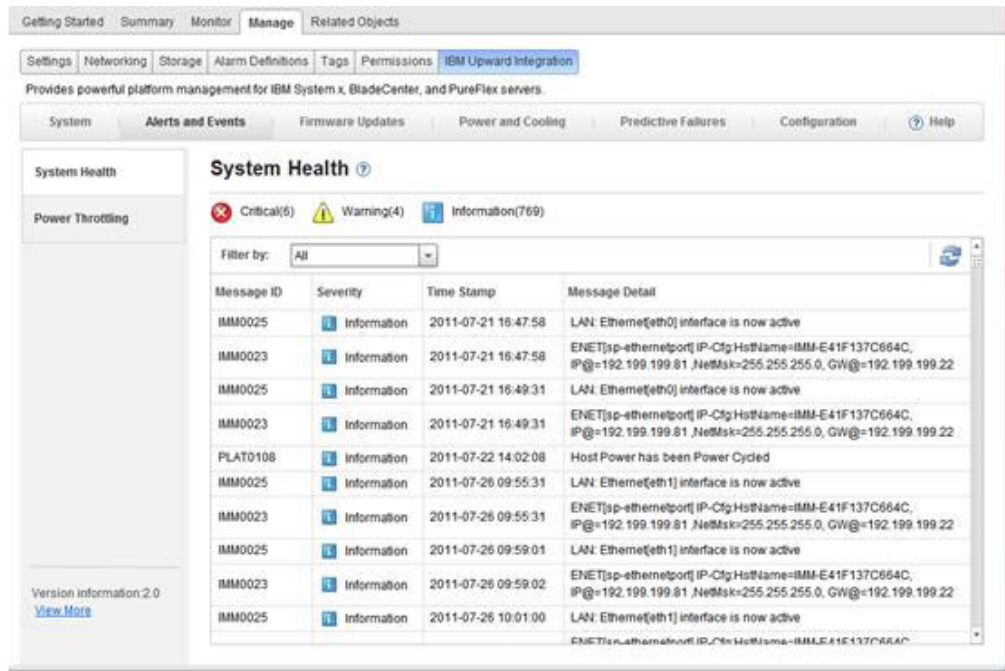 Getting Started Summary Monitor Manage Related Objects
Settings Networking Storage Alarm Definitions Tags Permissions IBM Upward Integration
Provides powerful platform management for IBM System x, BladeCenter, and PureFlex servers.
System Alerts and Events Firmware Updates Power and Cooling Predictive Failures Configuration ? Help
System Health
Power Throttling
System Health ?
Critical(6) Warning(4) Information(769)
Filter by: All
Message ID Severity Time Stamp Message Detail
IMM0025 Information 2011-07-21 16:47:58 LAN: Ethernet[eth0] interface is now active
IMM0023 Information 2011-07-21 16:47:58 ENET[sp-ethernetport] IP-Cfg:HstName=IMM-E41F137C664C,
IP@=192.199.199.81 ,NetMsk=255.255.255.0, GW@=192.199.199.22
IMM0025 Information 2011-07-21 16:49:31 LAN: Ethernet[eth0] interface is now active
IMM0023 Information 2011-07-21 16:49:31 ENET[sp-ethernetport] IP-Cfg:HstName=IMM-E41F137C664C,
IP@=192.199.199.81 ,NetMsk=255.255.255.0, GW@=192.199.199.22
PLAT0108 Information 2011-07-22 14:02:08 Host Power has been Power Cycled
IMM0025 Information 2011-07-26 09:55:31 LAN: Ethernet[eth1] interface is now active
IMM0023 Information 2011-07-26 09:55:31 ENET[sp-ethernetport] IP-Cfg:HstName=IMM-E41F137C664C,
IP@=192.199.199.81 ,NetMsk=255.255.255.0, GW@=192.199.199.22
IMM0025 Information 2011-07-26 09:59:01 LAN: Ethernet[eth1] interface is now active
IMM0023 Information 2011-07-26 09:59:02 ENET[sp-ethernetport] IP-Cfg:HstName=IMM-E41F137C664C,
IP@=192.199.199.81 ,NetMsk=255.255.255.0, GW@=192.199.199.22
IMM0025 Information 2011-07-26 10:01:00 LAN: Ethernet[eth1] interface is now active
ENET[sp-ethernetport] IP-Cfg:HstName=IMM-E41F137C664C,
Version information:2.0
View More